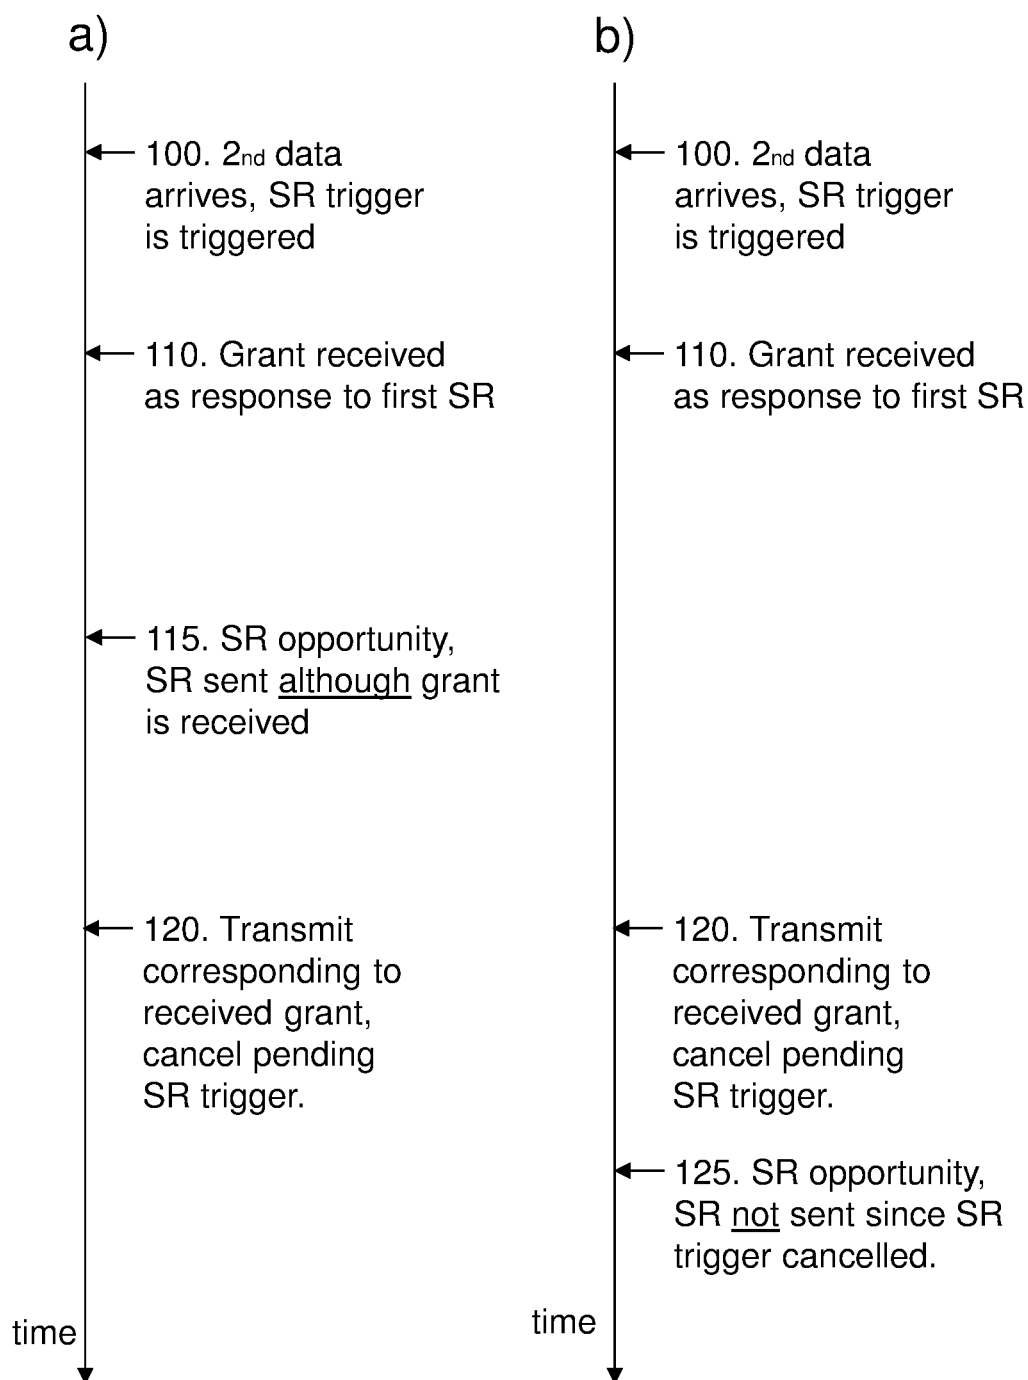 a)
100. 2nd data
arrives, SR trigger
is triggered
110. Grant received
as response to first SR
115. SR opportunity,
SR sent although grant
is received
120. Transmit
corresponding to
received grant,
cancel pending
SR trigger.
time
b)
100. 2nd data
arrives, SR trigger
is triggered
110. Grant received
as response to first SR
120. Transmit
corresponding to
received grant,
cancel pending
SR trigger.
125. SR opportunity,
SR not sent since SR
trigger cancelled.
time